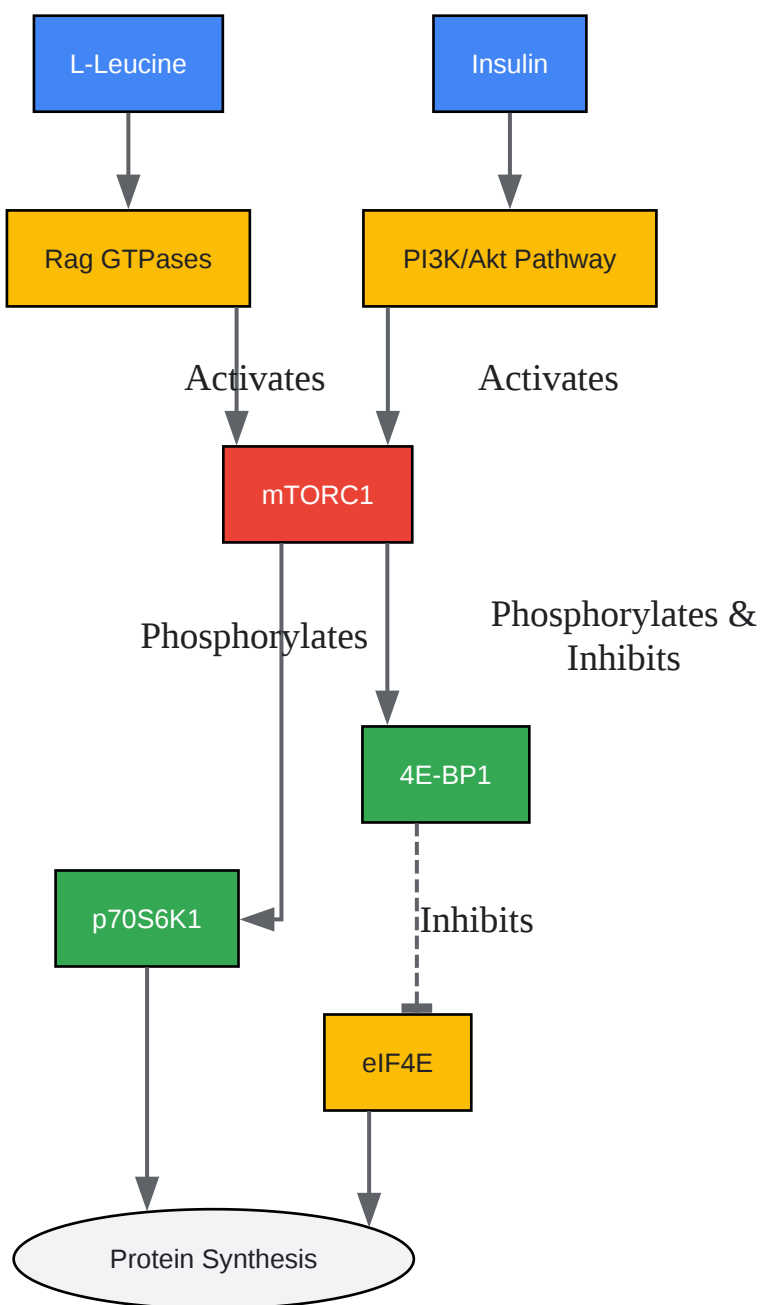 L-Leucine
Insulin
Rag GTPases
PI3K/Akt Pathway
Activates
Activates
mTORC1
Phosphorylates
Phosphorylates &
Inhibits
4E-BP1
p70S6K1
Inhibits
eIF4E
Protein Synthesis